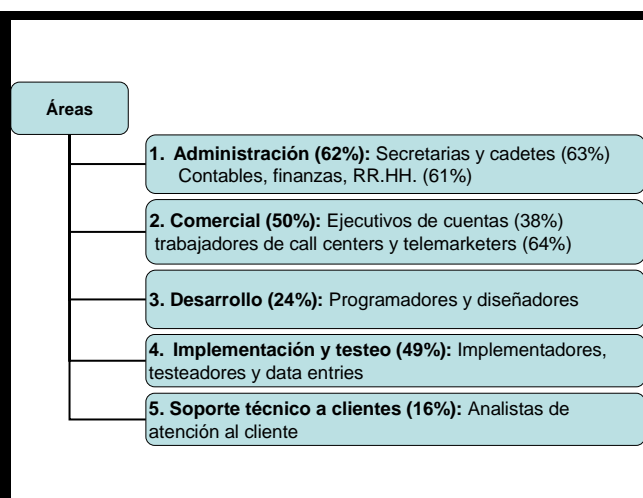 Áreas
1. Administración (62%): Secretarias y cadetes (63%)
Contables, finanzas, RR.HH. (61%)
2. Comercial (50%): Ejecutivos de cuentas (38%)
trabajadores de call centers y telemarketers (64%)
3. Desarrollo (24%): Programadores y diseñadores
4. Implementación y testeo (49%): Implementadores,
testeadores y data entries
5. Soporte técnico a clientes (16%): Analistas de
atención al cliente